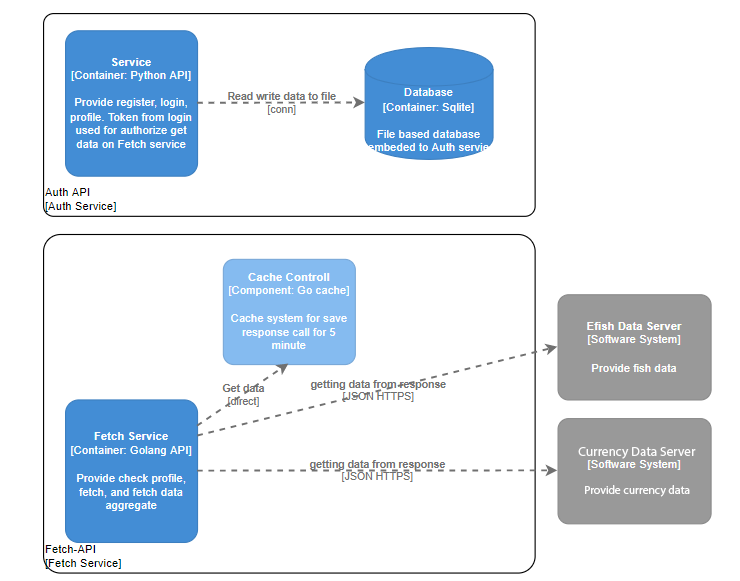 Service
[Container: Python API]
Provide register, login,
profile. Token from login
used for authorize get
data on Fetch service
Read write data to file
[conn]
Database
[Container: Sqlite]
File based database
embeded to Auth servie
Auth API
[Auth Service]
Cache Controll
[Component: Go cache]
Cache system for save
response call for 5
minute
Get data
[direct]
getting data from response
[JSON HTTPS]
Efish Data Server
[Software System]
Provide fish data
Fetch Service
[Container: Golang API]
Provide check profile,
fetch, and fetch data
aggregate
getting data from response
[JSON HTTPS]
Currency Data Server
[Software System]
Provide currency data
Fetch-API
[Fetch Service]